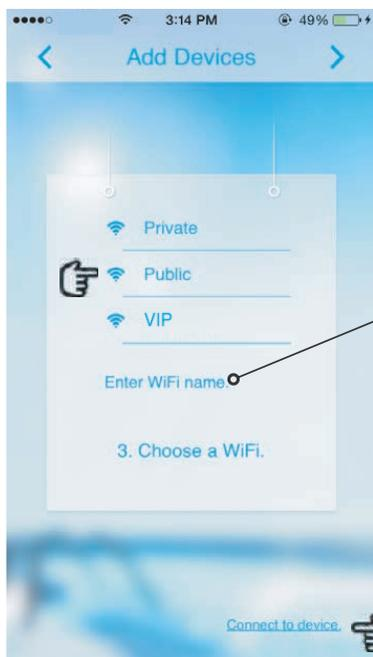 3:14 PM 49%
Add Devices
Private
Public
VIP
Enter WiFi name.
3. Choose a WiFi.
Connect to device.